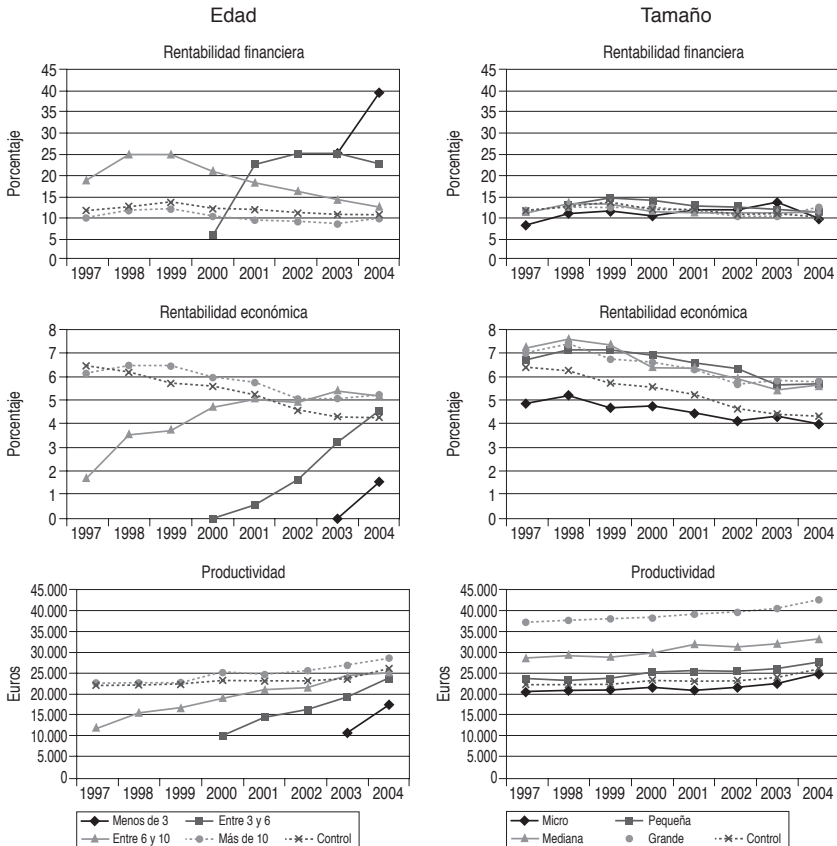 Edad
Rentabilidad financiera
Porcentaje
45
40
35
30
25
20
15
10
5
0
1997 1998 1999 2000 2001 2002 2003 2004
Rentabilidad económica
Porcentaje
8
7
6
5
4
3
2
1
0
1997 1998 1999 2000 2001 2002 2003 2004
Productividad
Euros
45.000
40.000
35.000
30.000
25.000
20.000
15.000
10.000
5.000
0
1997 1998 1999 2000 2001 2002 2003 2004
Menos de 3 Entre 3 y 6
Entre 6 y 10 Más de 10 Control
Tamaño
Rentabilidad financiera
Porcentaje
45
40
35
30
25
20
15
10
5
0
1997 1998 1999 2000 2001 2002 2003 2004
Rentabilidad económica
Porcentaje
8
7
6
5
4
3
2
1
0
1997 1998 1999 2000 2001 2002 2003 2004
Productividad
Euros
45.000
40.000
35.000
30.000
25.000
20.000
15.000
10.000
5.000
0
1997 1998 1999 2000 2001 2002 2003 2004
Micro Pequeña
Mediana Grande Control